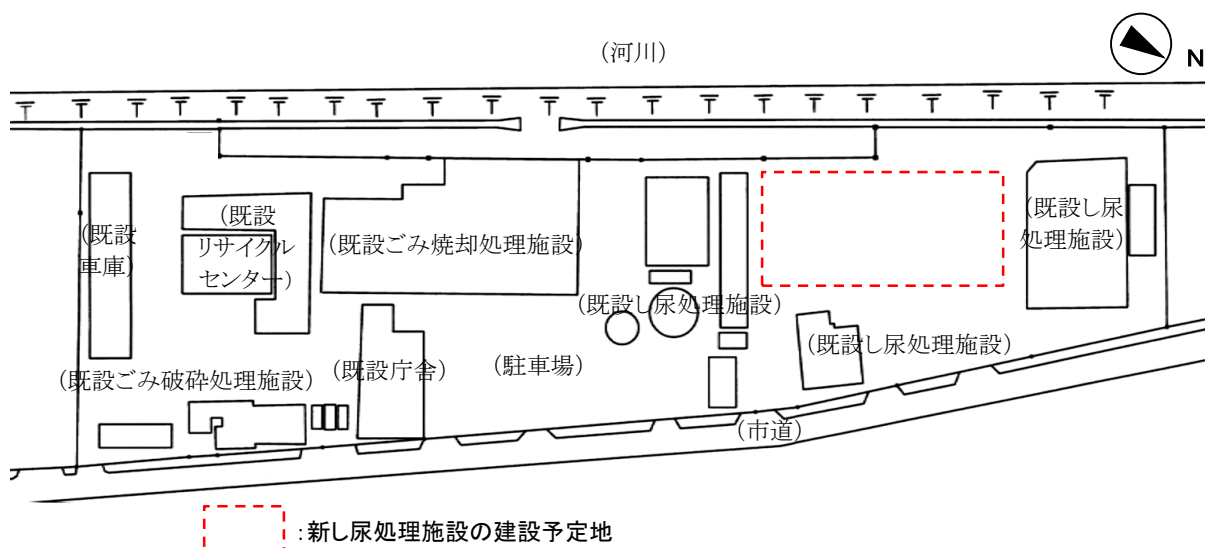 (河川)
N
(既設
車庫)
(既設
リサイクル
センター)
(既設ごみ焼却処理施設)
(既設し尿処理施設)
(既設し尿
処理施設)
(既設し尿処理施設)
(既設ごみ破砕処理施設)
(既設庁舎)
(駐車場)
(市道)
:新し尿処理施設の建設予定地